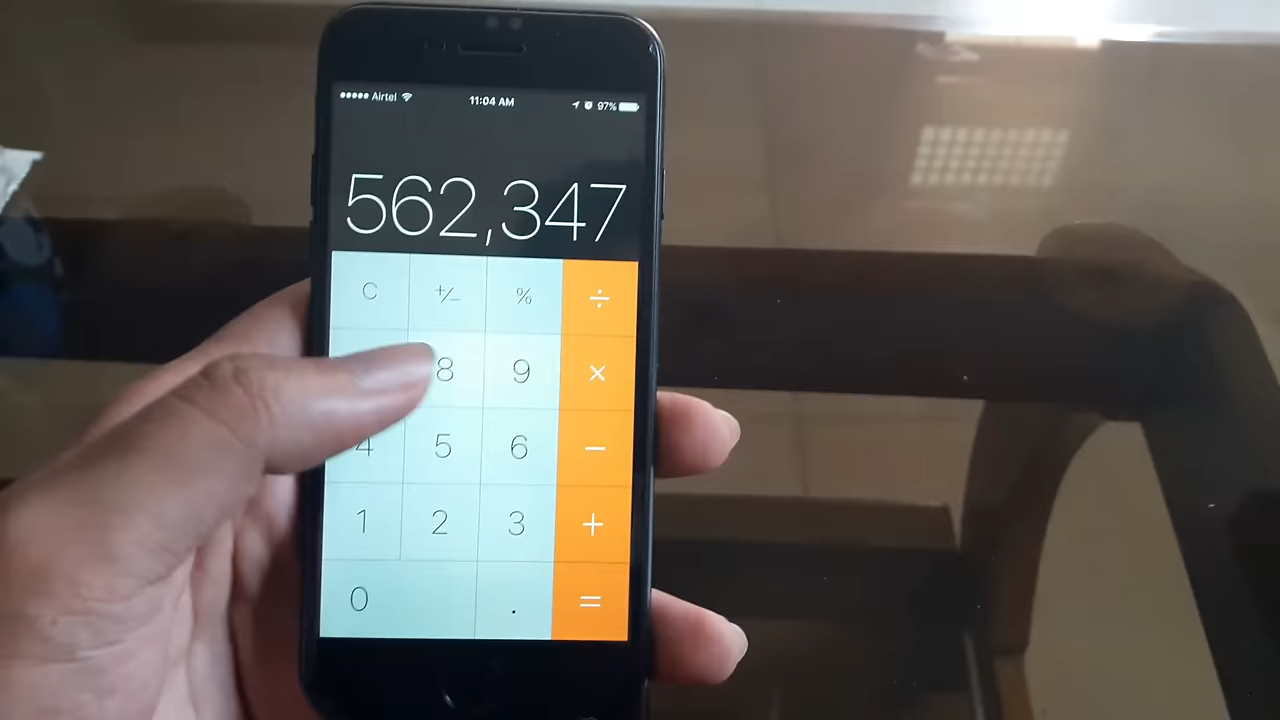 ●●●●● Airtel 11:04 AM 97%
562,347
C +/- % ÷
8 9 ×
4 5 6 −
1 2 3 +
0 . =